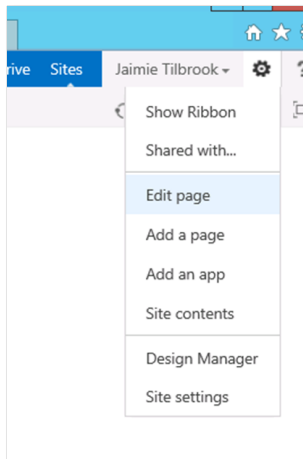 rive Sites Jaimie Tilbrook
Show Ribbon
Shared with...
Edit page
Add a page
Add an app
Site contents
Design Manager
Site settings